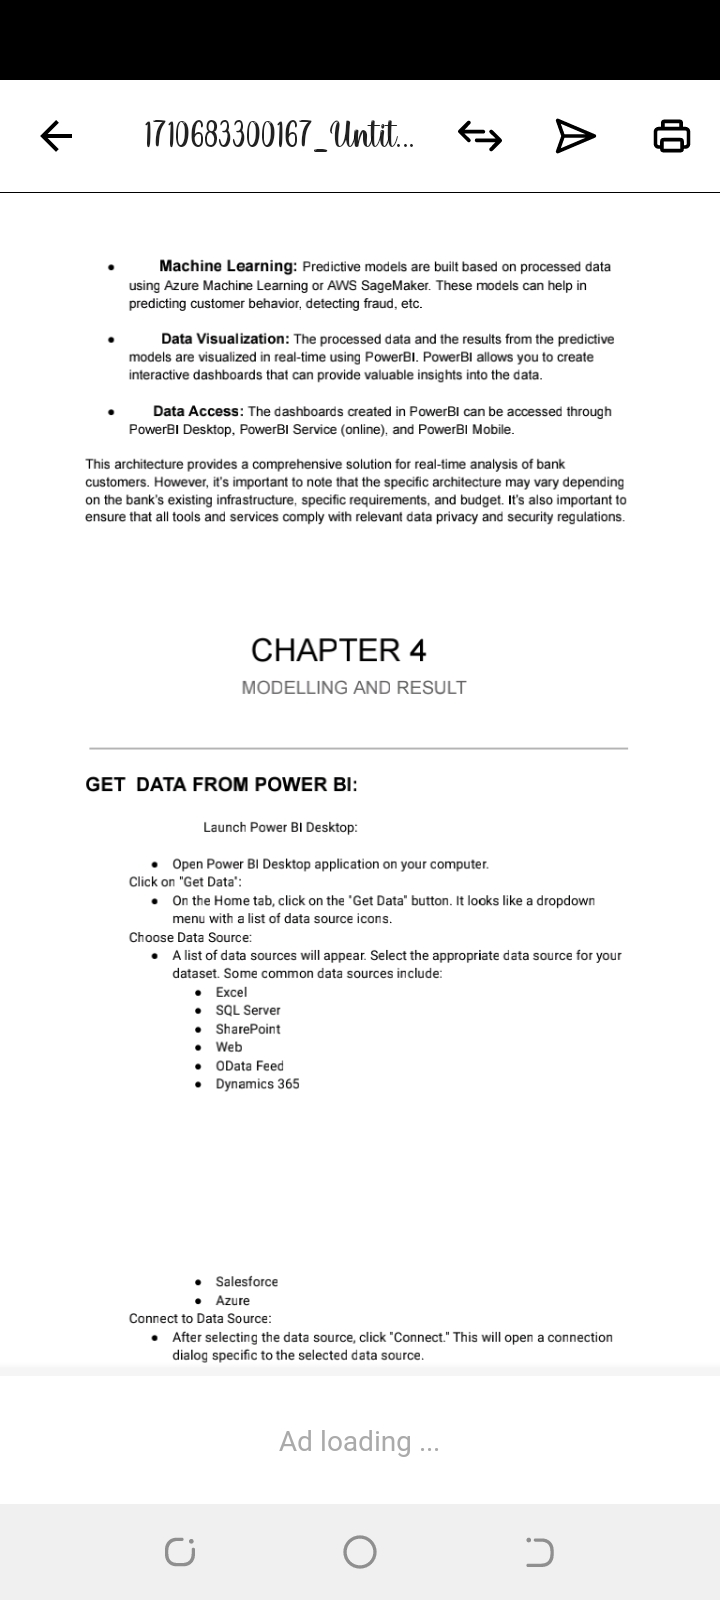 1710683300167_Untit...
• Machine Learning: Predictive models are built based on processed data
using Azure Machine Learning or AWS SageMaker. These models can help in
predicting customer behavior, detecting fraud, etc.
• Data Visualization: The processed data and the results from the predictive
models are visualized in real-time using PowerBI. PowerBI allows you to create
interactive dashboards that can provide valuable insights into the data.
• Data Access: The dashboards created in PowerBI can be accessed through
PowerBI Desktop, PowerBI Service (online), and PowerBI Mobile.
This architecture provides a comprehensive solution for real-time analysis of bank
customers. However, it's important to note that the specific architecture may vary depending
on the bank's existing infrastructure, specific requirements, and budget. It's also important to
ensure that all tools and services comply with relevant data privacy and security regulations.
CHAPTER 4
MODELLING AND RESULT
GET DATA FROM POWER BI:
Launch Power BI Desktop:
• Open Power BI Desktop application on your computer.
Click on "Get Data":
• On the Home tab, click on the "Get Data" button. It looks like a dropdown
menu with a list of data source icons.
Choose Data Source:
• A list of data sources will appear. Select the appropriate data source for your
dataset. Some common data sources include:
• Excel
• SQL Server
• SharePoint
• Web
• OData Feed
• Dynamics 365
• Salesforce
• Azure
Connect to Data Source:
• After selecting the data source, click "Connect." This will open a connection
dialog specific to the selected data source.
Ad loading ...